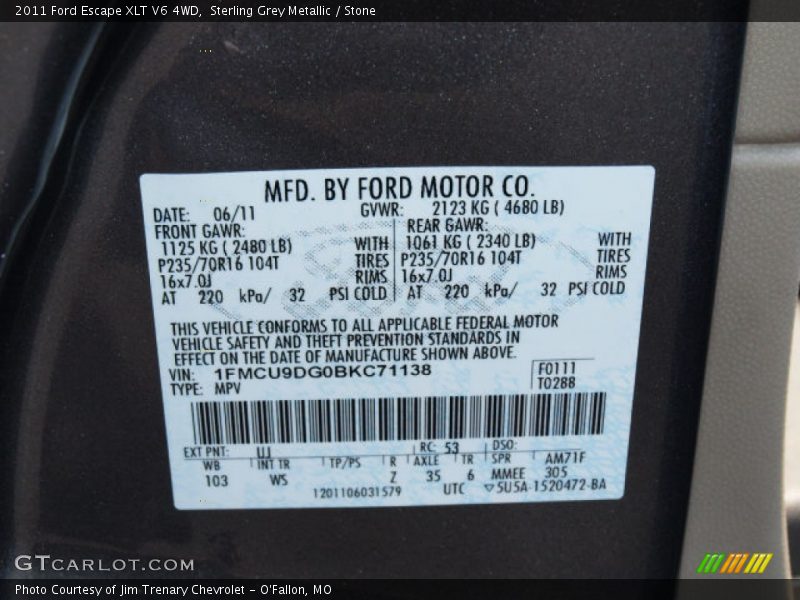 2011 Ford Escape XLT V6 4WD, Sterling Grey Metallic / Stone
MFD. BY FORD MOTOR CO.
DATE: 06/11 GVWR: 2123 KG ( 4680 LB)
FRONT GAWR: REAR GAWR:
1125 KG ( 2480 LB) WITH 1061 KG ( 2340 LB) WITH
P235/70R16 104T TIRES P235/70R16 104T TIRES
16x7.0J RIMS 16x7.0J RIMS
AT 220 kPa/ 32 PSI COLD AT 220 kPa/ 32 PSI COLD
THIS VEHICLE CONFORMS TO ALL APPLICABLE FEDERAL MOTOR
VEHICLE SAFETY AND THEFT PREVENTION STANDARDS IN
EFFECT ON THE DATE OF MANUFACTURE SHOWN ABOVE.
VIN: 1FMCU9DG0BKC71138 F0111
TYPE: MPV T0288
EXT PNT: UJ RC: 53 DSO:
WB INT TR TP/PS R AXLE TR SPR AM71F
103 WS Z 35 6 MMEE 305
1201106031579 UTC ▽5U5A-1520472-BA
GTCARLOT.COM
Photo Courtesy of Jim Trenary Chevrolet - O'Fallon, MO